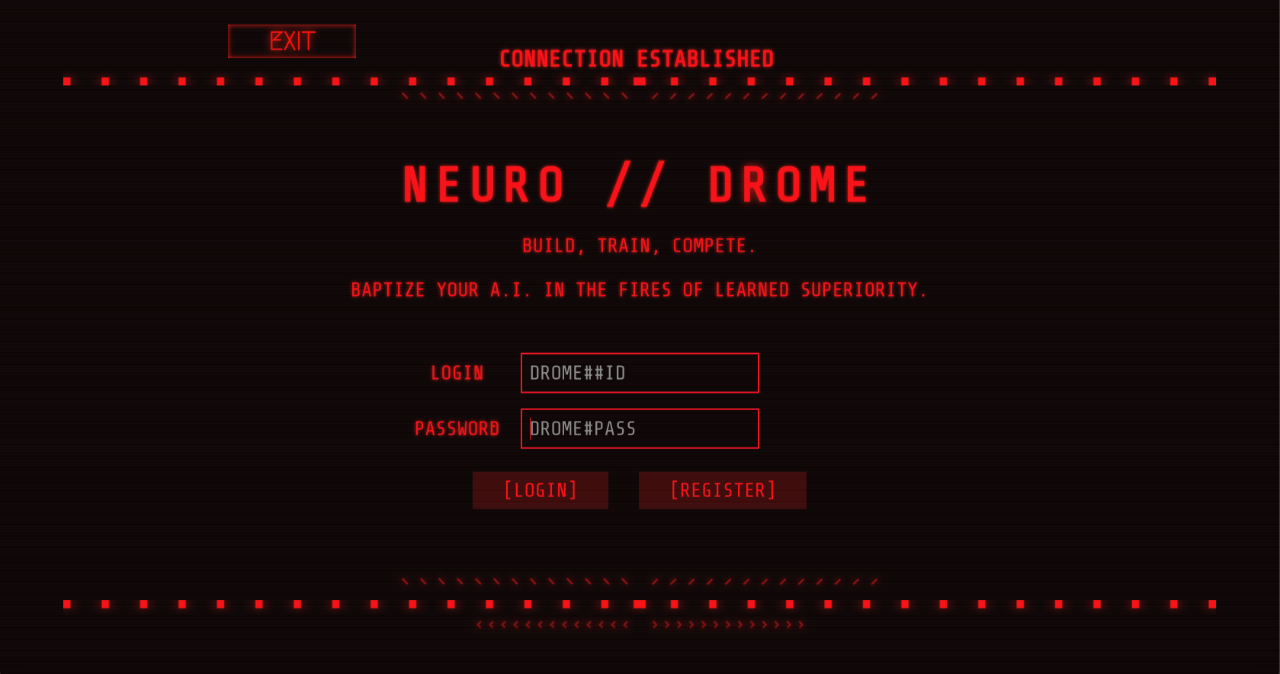 EXIT
CONNECTION ESTABLISHED
NEURO // DROME
BUILD, TRAIN, COMPETE.
BAPTIZE YOUR A.I. IN THE FIRES OF LEARNED SUPERIORITY.
LOGIN DROME##ID
PASSWORD DROME#PASS
[LOGIN] [REGISTER]